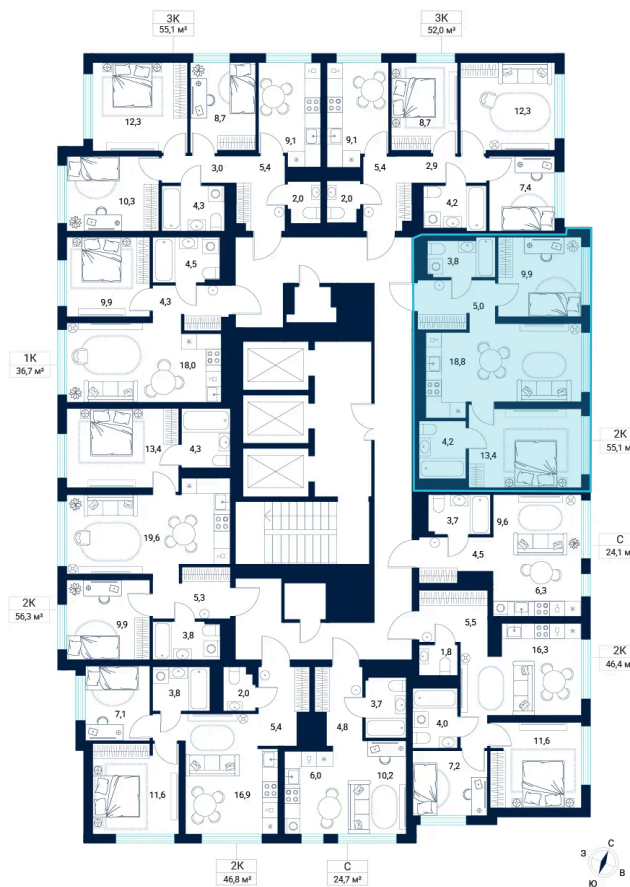 3К
55,1 м²
3К
52,0 м²
12,3
8,7
9,1
9,1
8,7
12,3
10,3
3,0
4,3
5,4
2,0
2,0
5,4
2,9
4,2
7,4
9,9
4,5
4,3
3,8
9,9
5,0
1К
36,7 м²
18,0
18,8
13,4
4,3
4,2
13,4
2К
55,1 м²
19,6
3,7
9,6
4,5
С
24,1 м²
6,3
2К
56,3 м²
9,9
5,3
3,8
5,5
1,8
16,3
2К
46,4 м²
7,1
3,8
2,0
5,4
4,8
3,7
4,0
11,6
11,6
16,9
6,0
10,2
7,2
2К
46,8 м²
С
24,7 м²
С
З
В
Ю